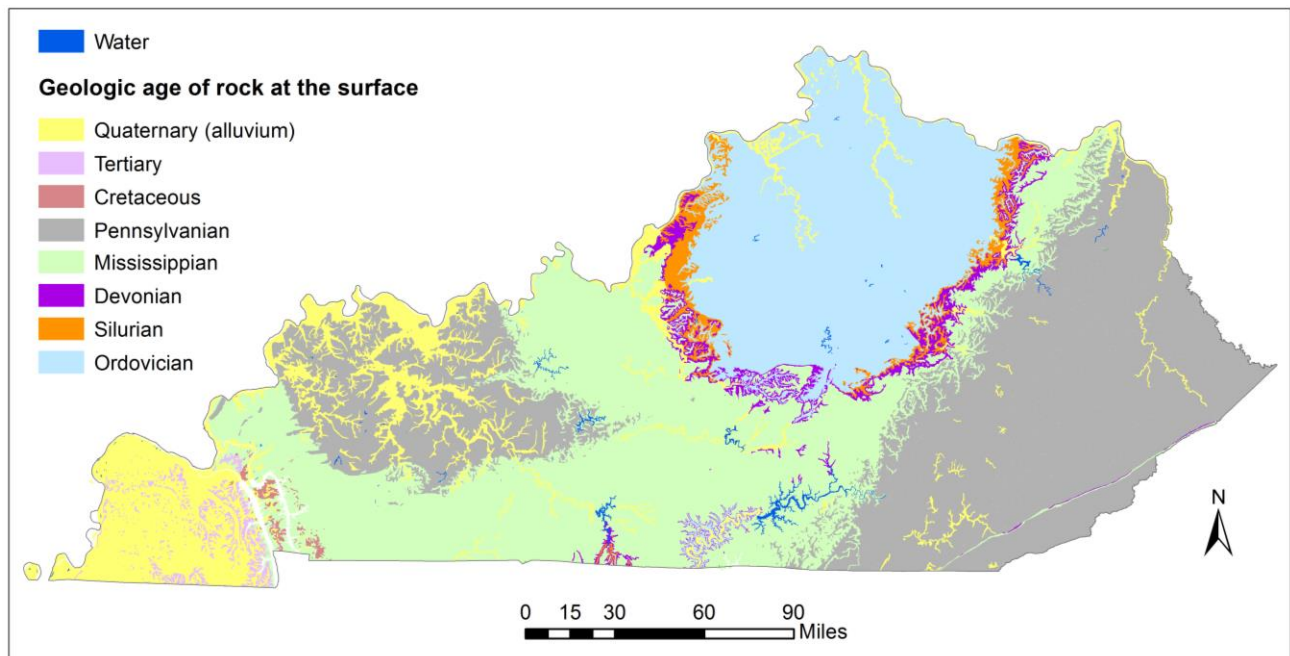 Water
Geologic age of rock at the surface
Quaternary (alluvium)
Tertiary
Cretaceous
Pennsylvanian
Mississippian
Devonian
Silurian
Ordovician
N
0 15 30 60 90
Miles